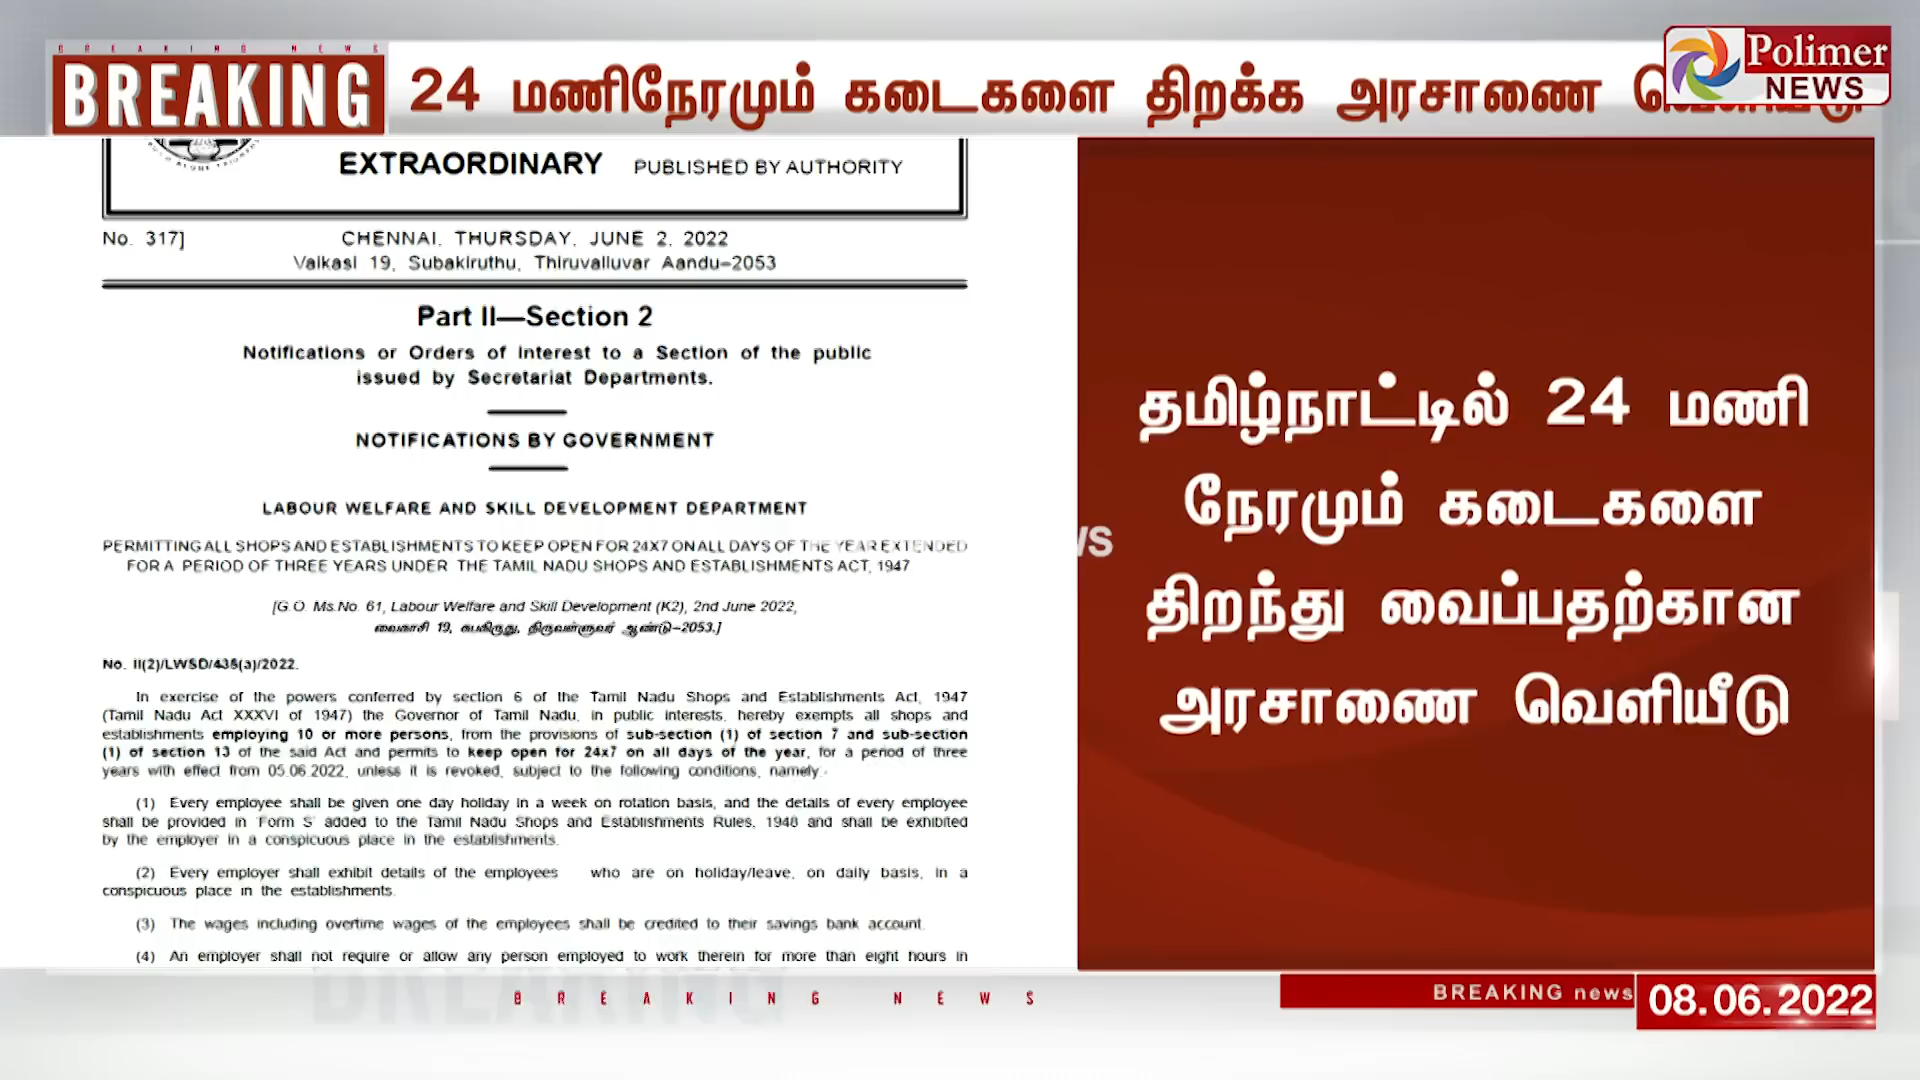 BREAKING NEWS
BREAKING
24 மணிநேரமும் கடைகளை திறக்க அரசாணை
Polimer
NEWS
EXTRAORDINARY PUBLISHED BY AUTHORITY
No. 317]
CHENNAI, THURSDAY, JUNE 2, 2022
Vaikasi 19, Subakiruthu, Thiruvalluvar Aandu–2053
Part II—Section 2
Notifications or Orders of interest to a Section of the public
issued by Secretariat Departments.
NOTIFICATIONS BY GOVERNMENT
LABOUR WELFARE AND SKILL DEVELOPMENT DEPARTMENT
PERMITTING ALL SHOPS AND ESTABLISHMENTS TO KEEP OPEN FOR 24X7 ON ALL DAYS OF THE YEAR EXTENDED
FOR A PERIOD OF THREE YEARS UNDER THE TAMIL NADU SHOPS AND ESTABLISHMENTS ACT, 1947
[G.O. Ms.No. 61, Labour Welfare and Skill Development (K2), 2nd June 2022,
வைகாசி 19, சுபகிருது, திருவள்ளுவர் ஆண்டு–2053.]
No. II(2)/LWSD/436(a)/2022.
In exercise of the powers conferred by section 6 of the Tamil Nadu Shops and Establishments Act, 1947
(Tamil Nadu Act XXXVI of 1947) the Governor of Tamil Nadu, in public interests, hereby exempts all shops and
establishments employing 10 or more persons, from the provisions of sub-section (1) of section 7 and sub-section
(1) of section 13 of the said Act and permits to keep open for 24x7 on all days of the year, for a period of three
years with effect from 05.06.2022, unless it is revoked, subject to the following conditions, namely:-
(1) Every employee shall be given one day holiday in a week on rotation basis, and the details of every employee
shall be provided in 'Form S' added to the Tamil Nadu Shops and Establishments Rules, 1948 and shall be exhibited
by the employer in a conspicuous place in the establishments.
(2) Every employer shall exhibit details of the employees who are on holiday/leave, on daily basis, in a
conspicuous place in the establishments.
(3) The wages including overtime wages of the employees shall be credited to their savings bank account.
(4) An employer shall not require or allow any person employed to work therein for more than eight hours in
தமிழ்நாட்டில் 24 மணி
நேரமும் கடைகளை
திறந்து வைப்பதற்கான
அரசாணை வெளியீடு
BREAKING NEWS
BREAKING news
08.06.2022